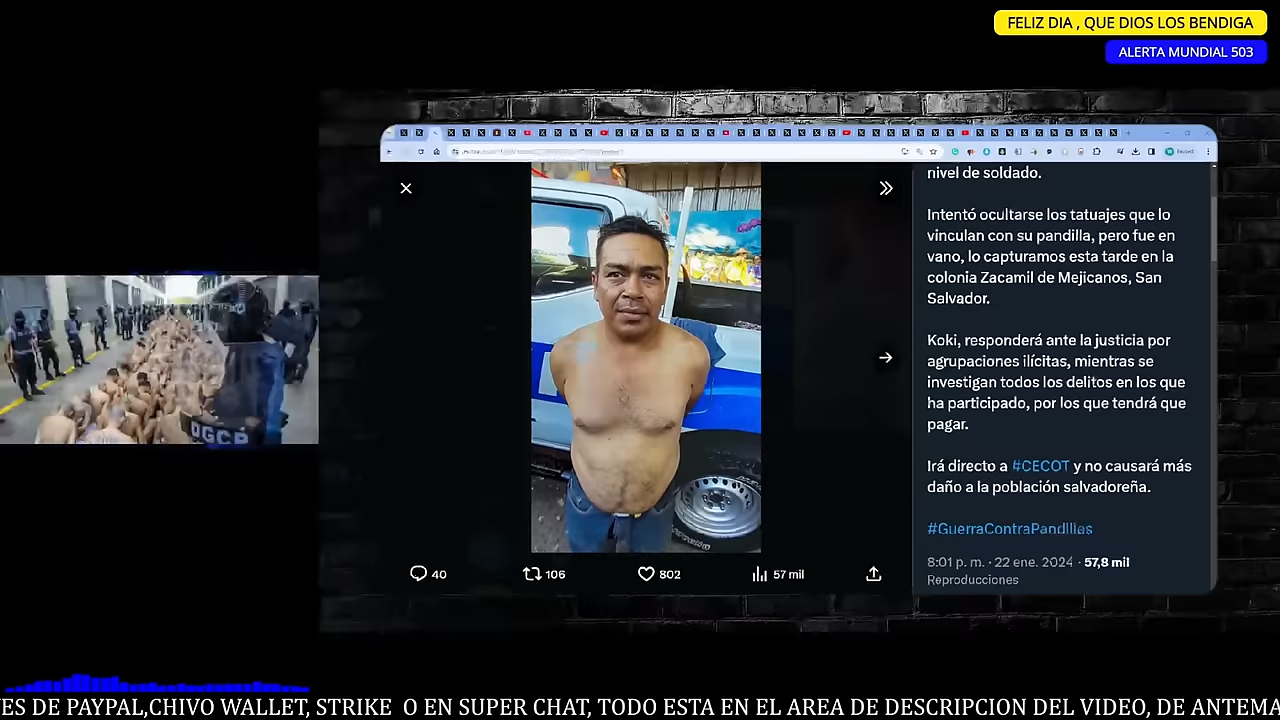 FELIZ DIA , QUE DIOS LOS BENDIGA
ALERTA MUNDIAL 503
nivel de soldado.
Intentó ocultarse los tatuajes que lo
vinculan con su pandilla, pero fue en
vano, lo capturamos esta tarde en la
colonia Zacamil de Mejicanos, San
Salvador.
Koki, responderá ante la justicia por
agrupaciones ilícitas, mientras se
investigan todos los delitos en los que
ha participado, por los que tendrá que
pagar.
Irá directo a #CECOT y no causará más
daño a la población salvadoreña.
#GuerraContraPandillas
8:01 p. m. · 22 ene. 2024 · 57,8 mil
Reproducciones
40 106 802 57 mil
DGCP
ES DE PAYPAL,CHIVO WALLET, STRIKE O EN SUPER CHAT, TODO ESTA EN EL AREA DE DESCRIPCION DEL VIDEO, DE ANTEMA